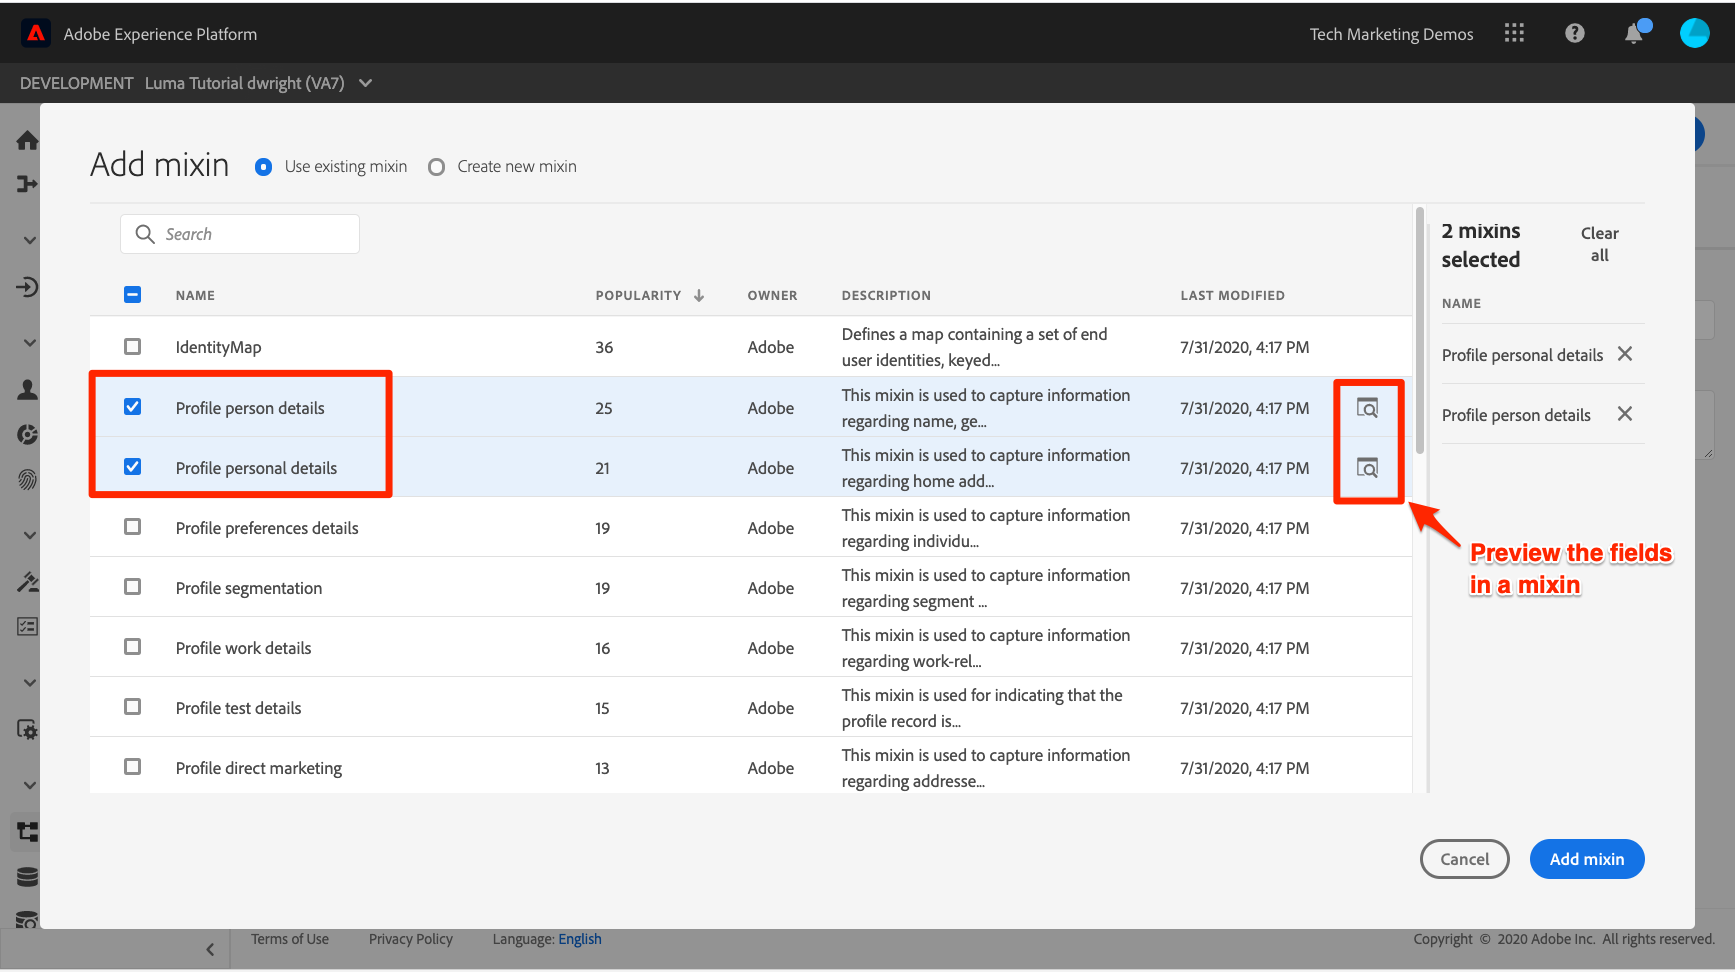 Adobe Experience Platform
Tech Marketing Demos
DEVELOPMENT Luma Tutorial dwright (VA7)
Add mixin
Use existing mixin
Create new mixin
Search
2 mixins
selected
Clear
all
NAME POPULARITY OWNER DESCRIPTION LAST MODIFIED
NAME
IdentityMap 36 Adobe Defines a map containing a set of end
user identities, keyed... 7/31/2020, 4:17 PM
Profile personal details
Profile person details 25 Adobe This mixin is used to capture information
regarding name, ge... 7/31/2020, 4:17 PM
Profile person details
Profile personal details 21 Adobe This mixin is used to capture information
regarding home add... 7/31/2020, 4:17 PM
Profile preferences details 19 Adobe This mixin is used to capture information
regarding individu... 7/31/2020, 4:17 PM
Preview the fields
in a mixin
Profile segmentation 19 Adobe This mixin is used to capture information
regarding segment ... 7/31/2020, 4:17 PM
Profile work details 16 Adobe This mixin is used to capture information
regarding work-rel... 7/31/2020, 4:17 PM
Profile test details 15 Adobe This mixin is used for indicating that the
profile record is... 7/31/2020, 4:17 PM
Profile direct marketing 13 Adobe This mixin is used to capture information
regarding addresse... 7/31/2020, 4:17 PM
Cancel
Add mixin
Terms of Use Privacy Policy Language: English
Copyright © 2020 Adobe Inc. All rights reserved.